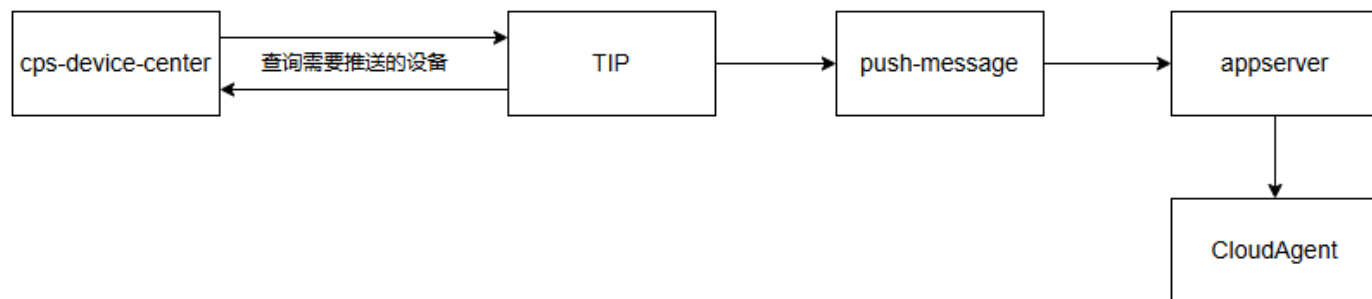 cps-device-center
查询需要推送的设备
TIP
push-message
appserver
CloudAgent